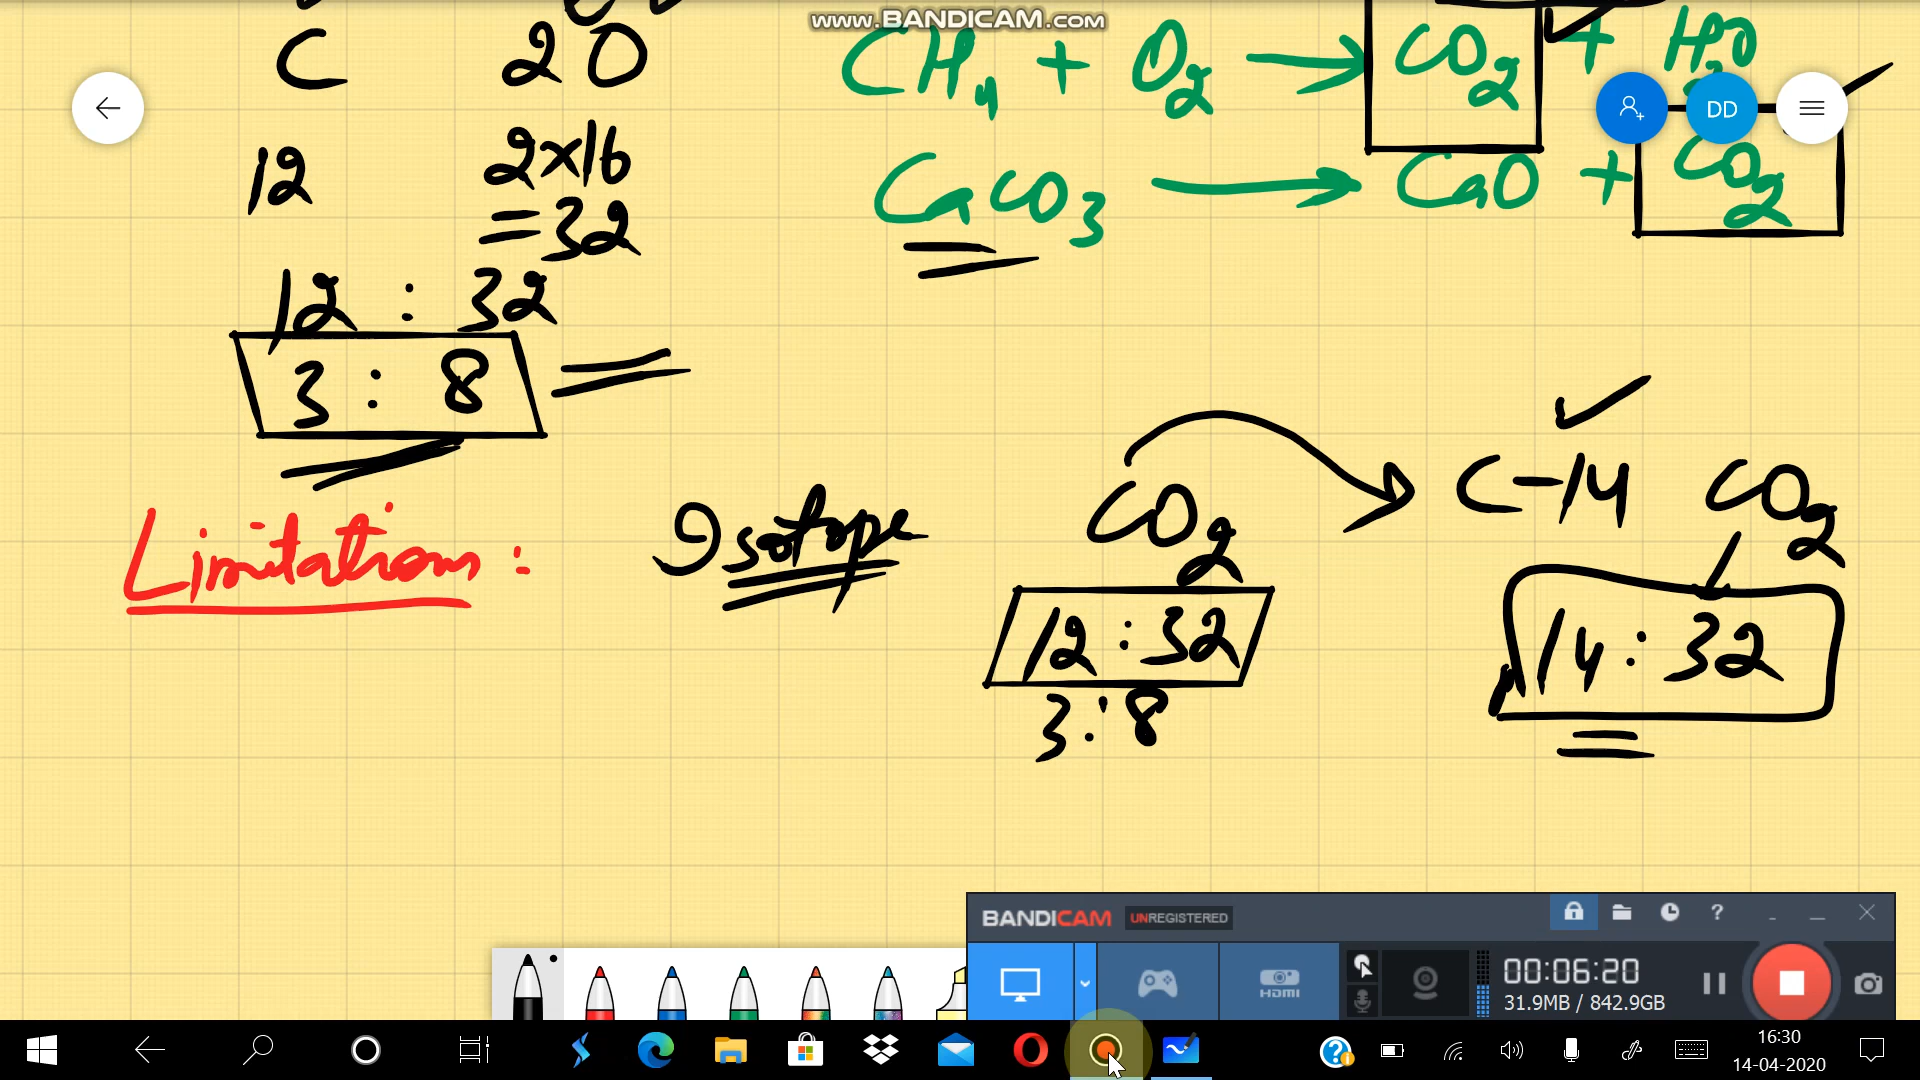 www.BANDICAM.com
C 2O
CH4 + O2 → CO2 + H2O
DD
12 2×16
= 32
CaCO3 → CaO + CO2
12 : 32
3 : 8
Limitations :
Isotope
CO2
C-14 CO2
12 : 32
14 : 32
3 : 8
BANDICAM UNREGISTERED
?
HDMI
00:06:20
31.9MB / 842.9GB
16:30
14-04-2020